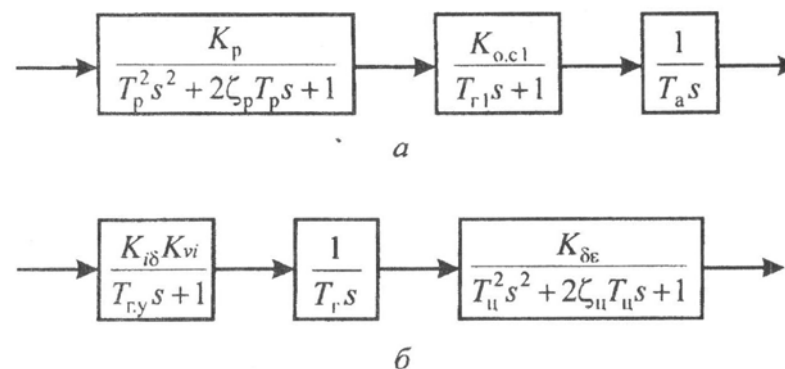 K_р / (T_р^2 s^2 + 2ζ_р T_р s + 1)   K_о.с1 / (T_г1 s + 1)   1 / (T_а s)
а
K_iδ K_vi / (T_г.у s + 1)   1 / (T_г s)   K_δε / (T_ц^2 s^2 + 2ζ_ц T_ц s + 1)
б